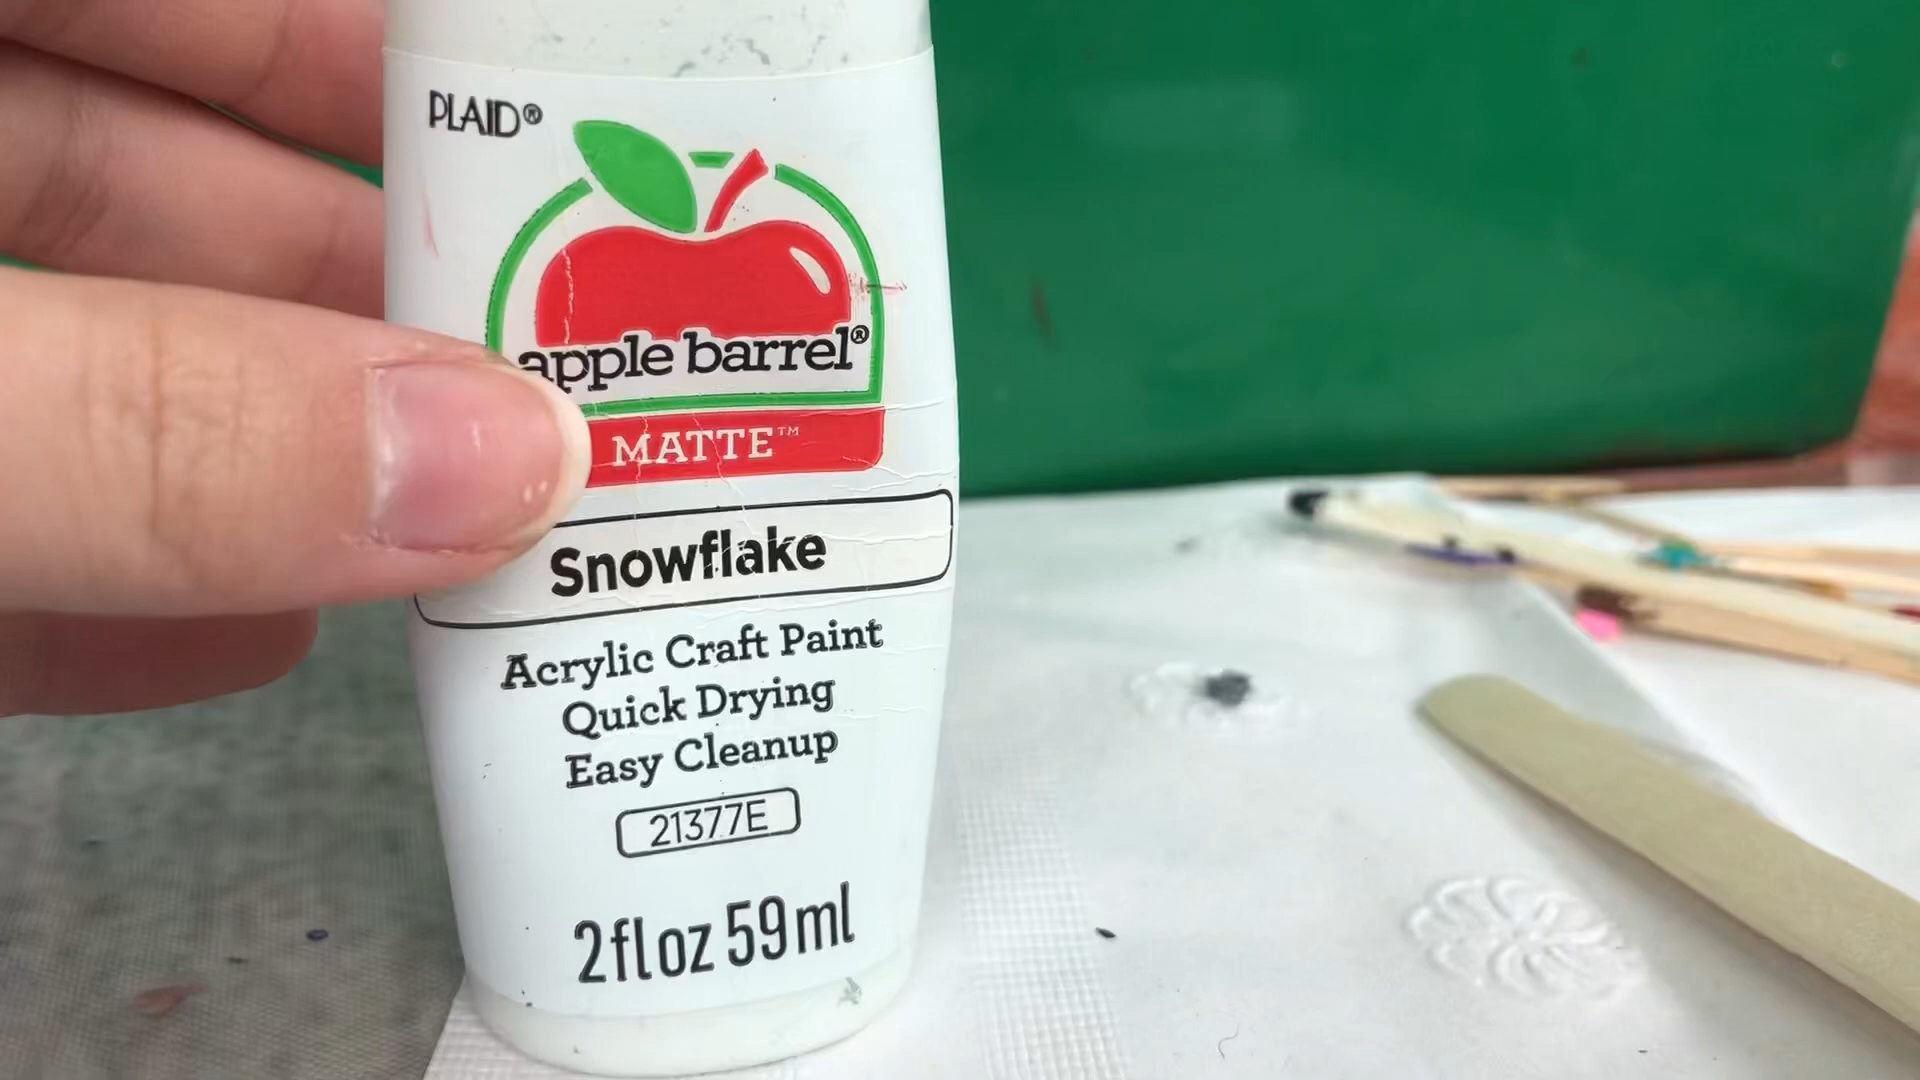 PLAID®
apple barrel®
MATTE™
Snowflake
Acrylic Craft Paint
Quick Drying
Easy Cleanup
21377E
2 fl oz 59 ml